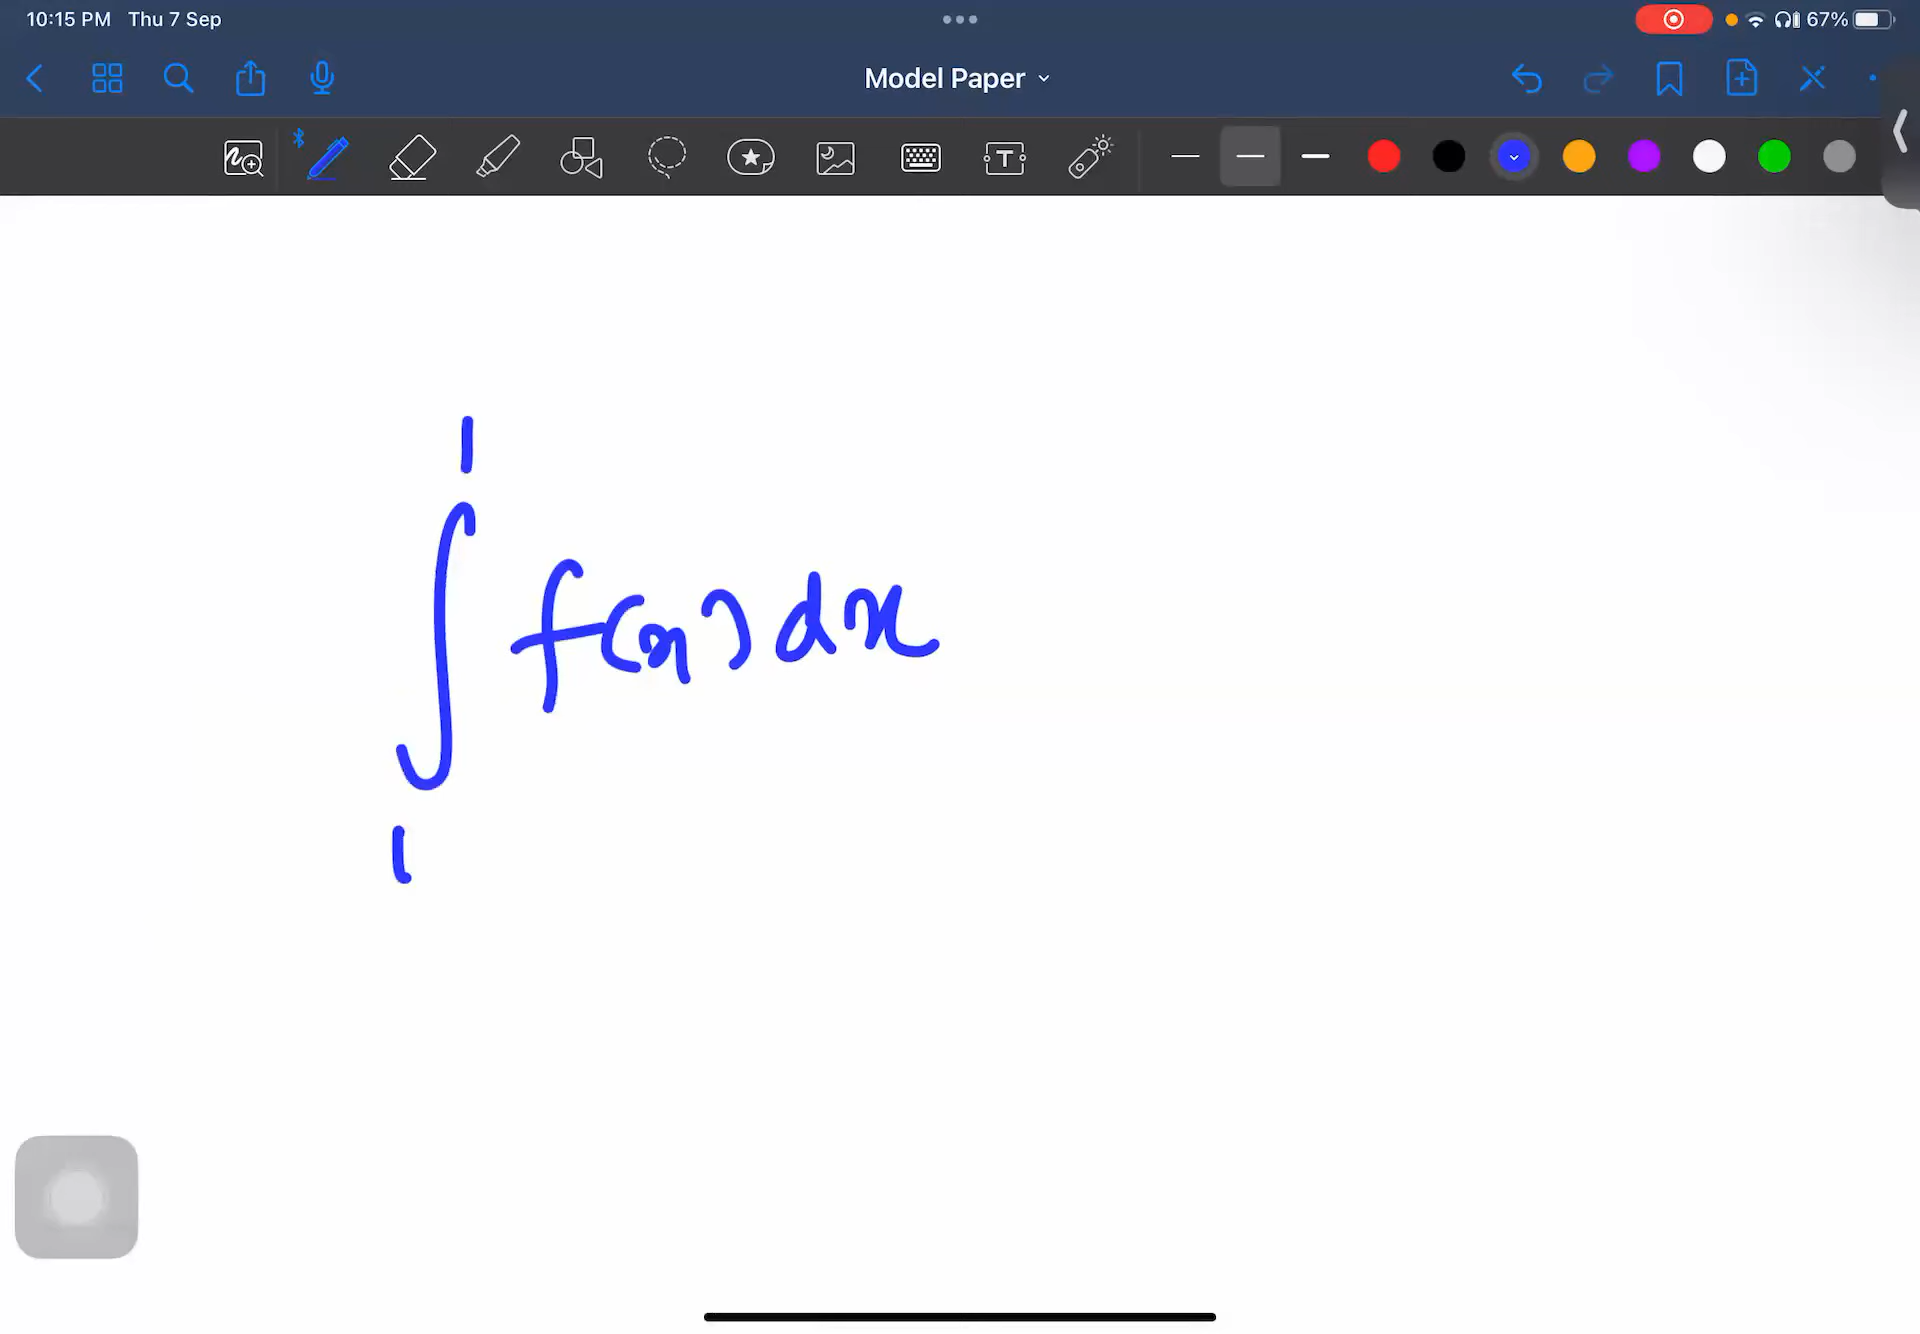 10:15 PM Thu 7 Sep
67%
Model Paper
T
1
∫ f(x) dx
1